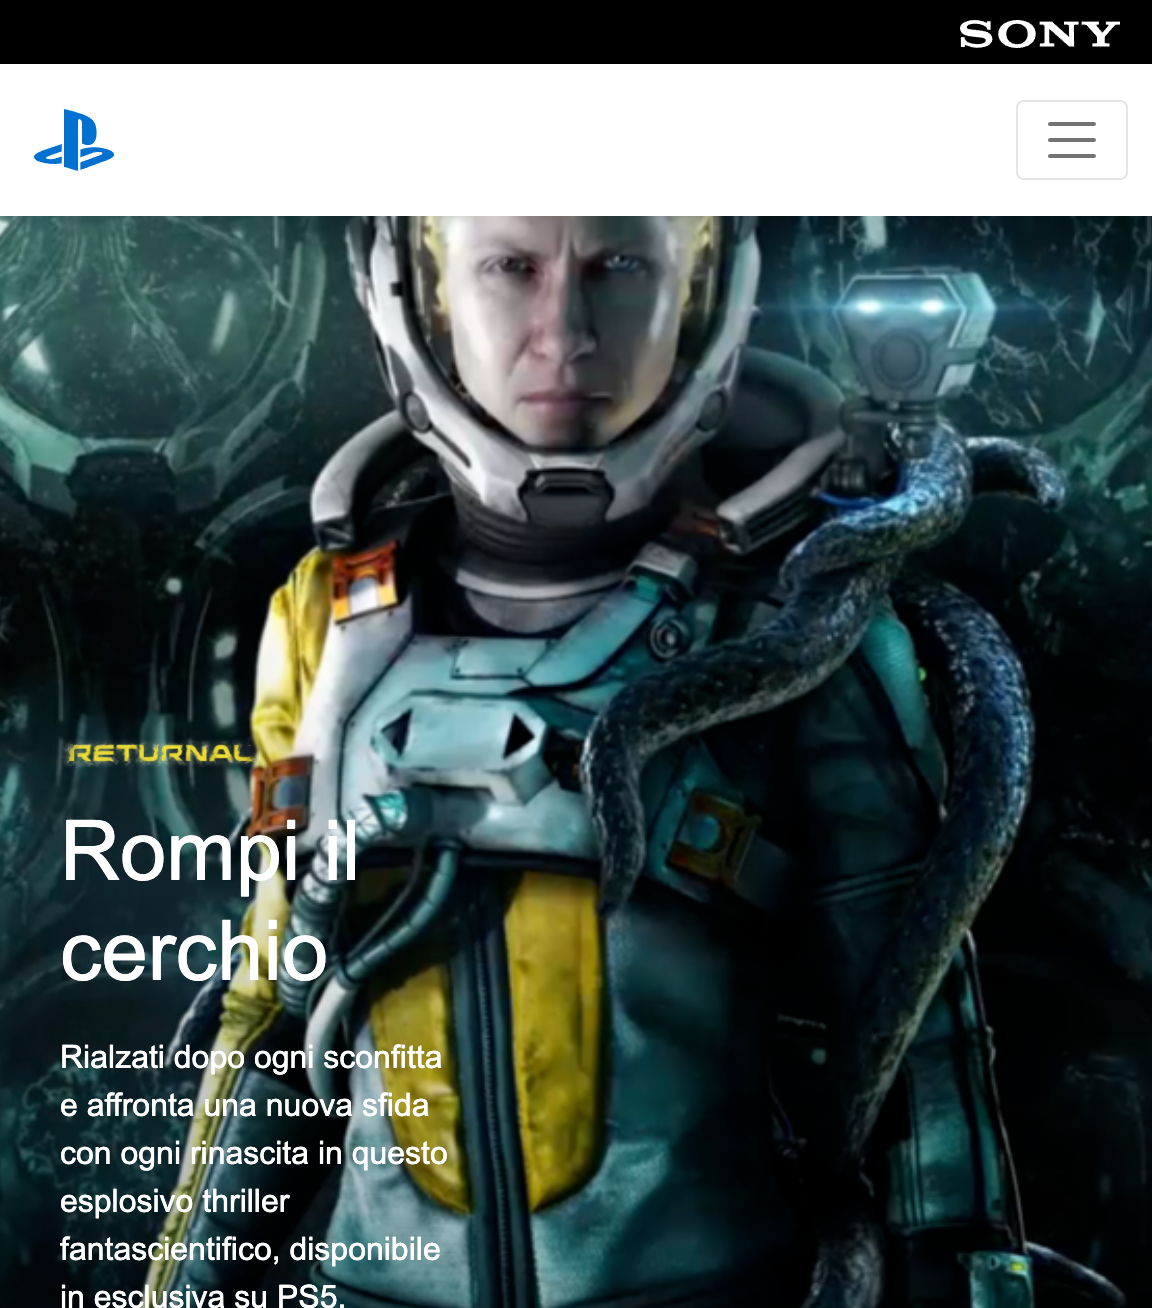 SONY
RETURNAL
Rompi il
cerchio
Rialzati dopo ogni sconfitta
e affronta una nuova sfida
con ogni rinascita in questo
esplosivo thriller
fantascientifico, disponibile
in esclusiva su PS5.